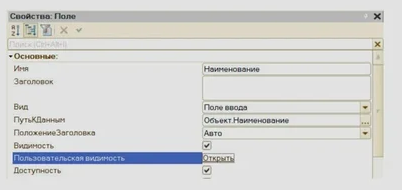 Свойства: Поле
Поиск (Ctrl+Alt+I)
Основные:
Имя Наименование
Заголовок
Вид Поле ввода
ПутьКДанным Объект.Наименование ...
ПоложениеЗаголовка Авто
Видимость
Пользовательская видимость Открыть
Доступность